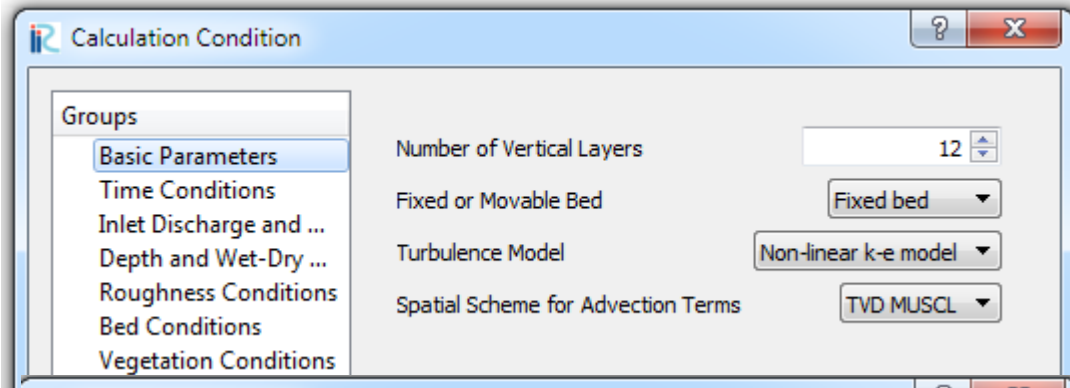 iRC Calculation Condition ?
Groups
Basic Parameters
Time Conditions
Inlet Discharge and ...
Depth and Wet-Dry ...
Roughness Conditions
Bed Conditions
Vegetation Conditions
Number of Vertical Layers 12
Fixed or Movable Bed Fixed bed
Turbulence Model Non-linear k-e model
Spatial Scheme for Advection Terms TVD MUSCL